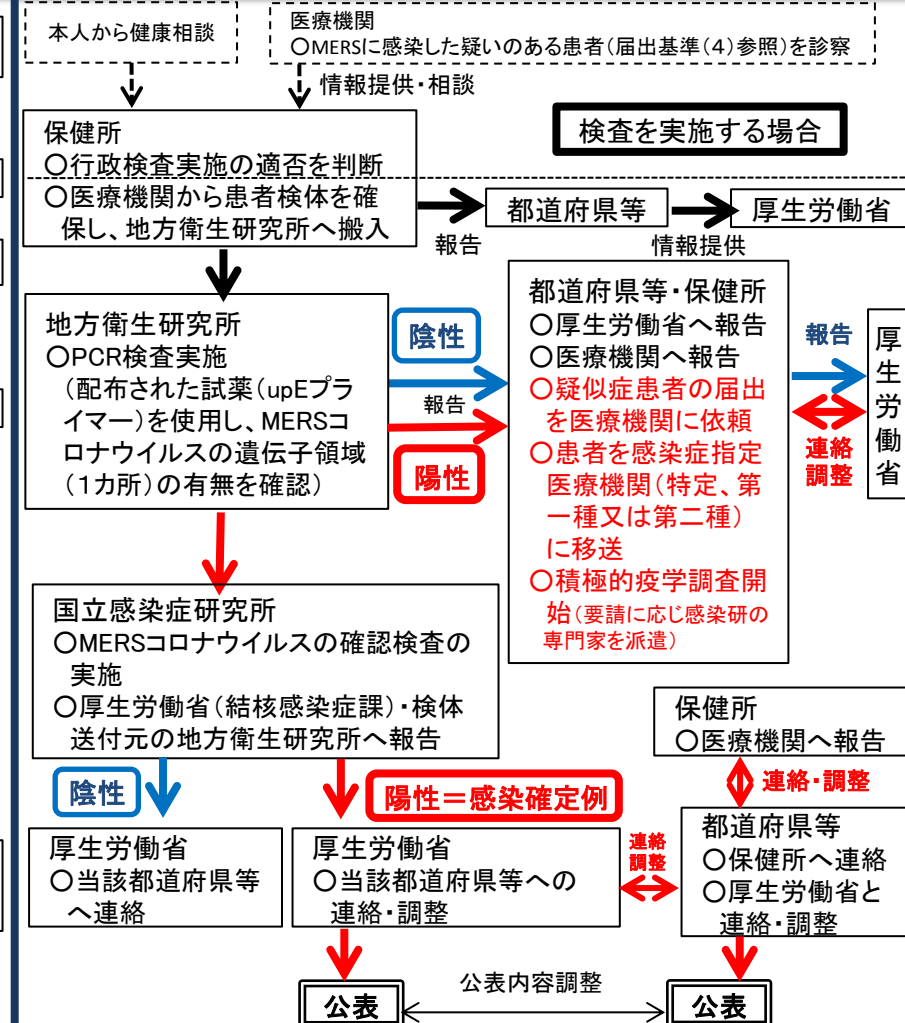 本人から健康相談
医療機関
○MERSに感染した疑いのある患者(届出基準(4)参照)を診察
情報提供・相談
検査を実施する場合
保健所
○行政検査実施の適否を判断
○医療機関から患者検体を確
保し、地方衛生研究所へ搬入
報告
都道府県等
情報提供
厚生労働省
地方衛生研究所
○PCR検査実施
(配布された試薬(upEプラ
イマー)を使用し、MERSコ
ロナウイルスの遺伝子領域
(1カ所)の有無を確認)
陰性
報告
陽性
都道府県等・保健所
○厚生労働省へ報告
○医療機関へ報告
○疑似症患者の届出
を医療機関に依頼
○患者を感染症指定
医療機関(特定、第
一種又は第二種)
に移送
○積極的疫学調査開
始(要請に応じ感染研の
専門家を派遣)
報告
連絡
調整
厚生労働省
国立感染症研究所
○MERSコロナウイルスの確認検査の
実施
○厚生労働省(結核感染症課)・検体
送付元の地方衛生研究所へ報告
陰性
陽性=感染確定例
保健所
○医療機関へ報告
連絡・調整
厚生労働省
○当該都道府県等
へ連絡
厚生労働省
○当該都道府県等への
連絡・調整
連絡
調整
都道府県等
○保健所へ連絡
○厚生労働省と
連絡・調整
公表
公表内容調整
公表